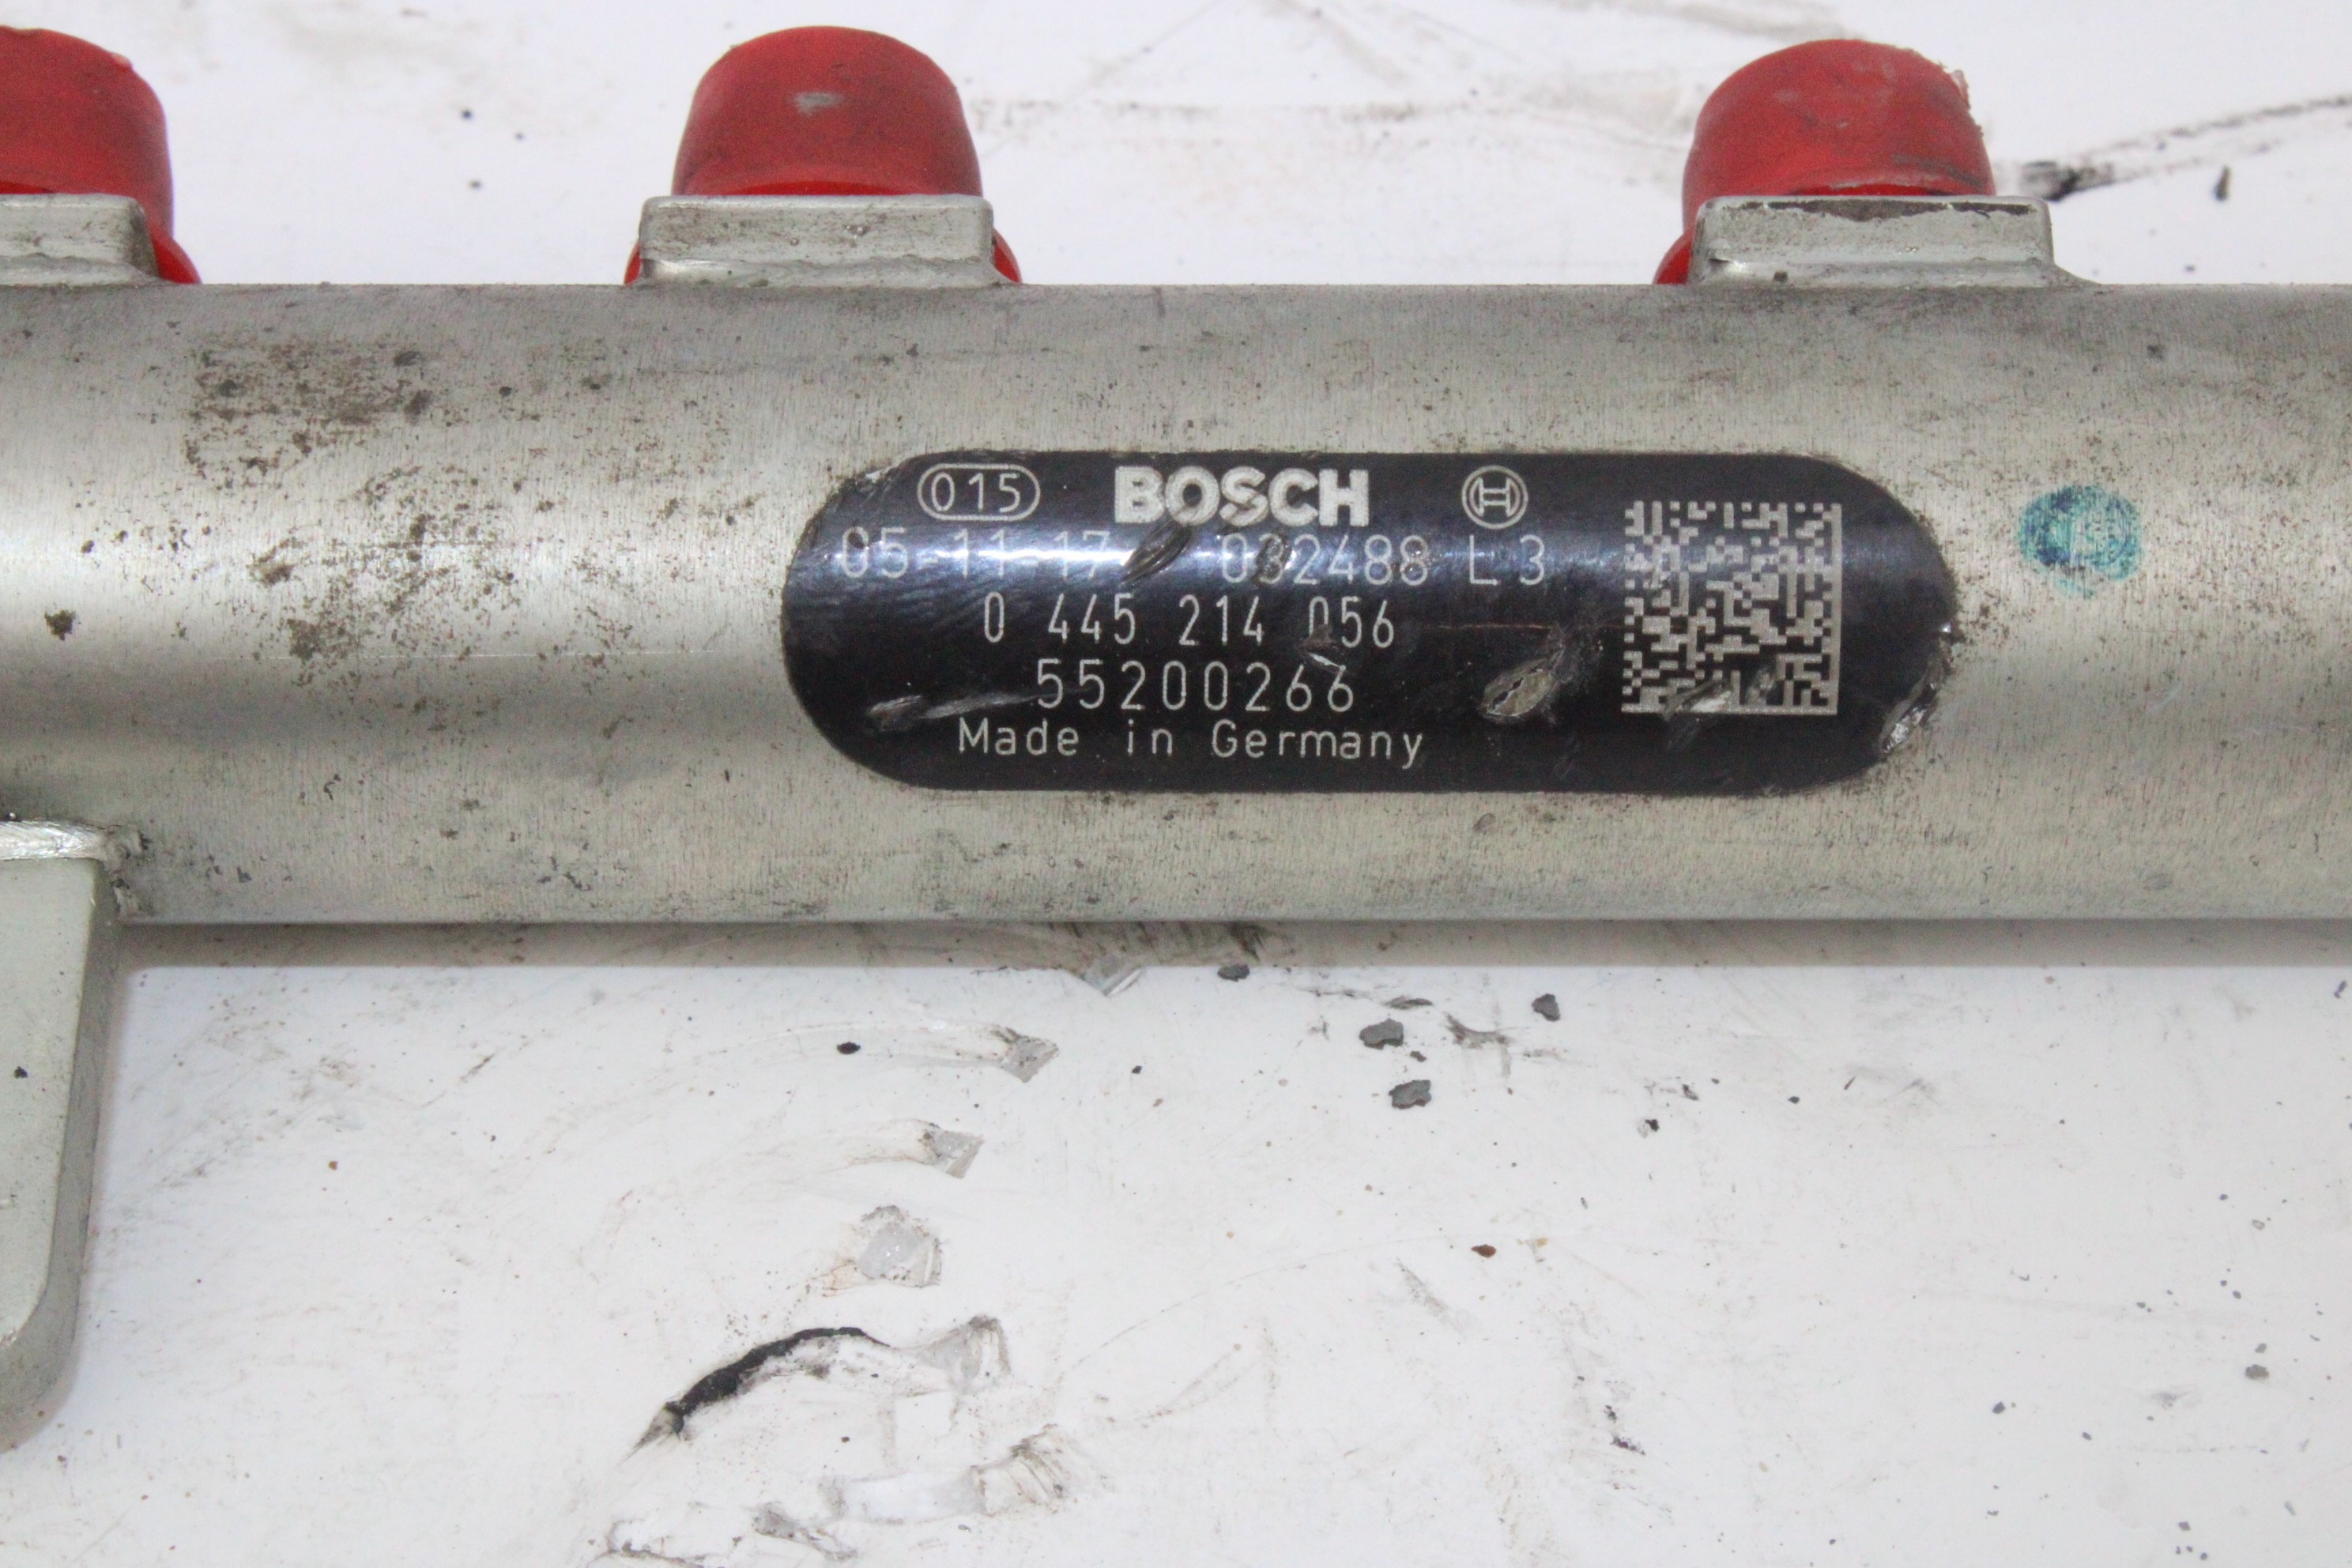 015 BOSCH H
05-11-17 032488 L3
0 445 214 056
55200266
Made in Germany